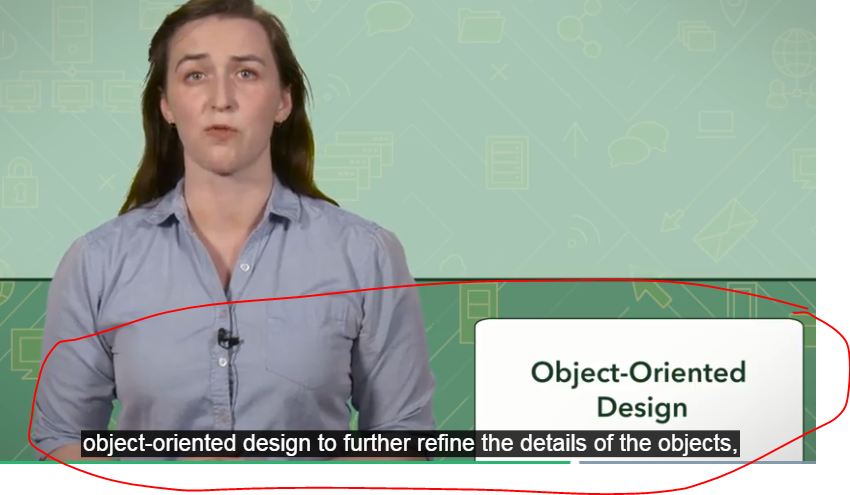 Object-Oriented
Design
object-oriented design to further refine the details of the objects,